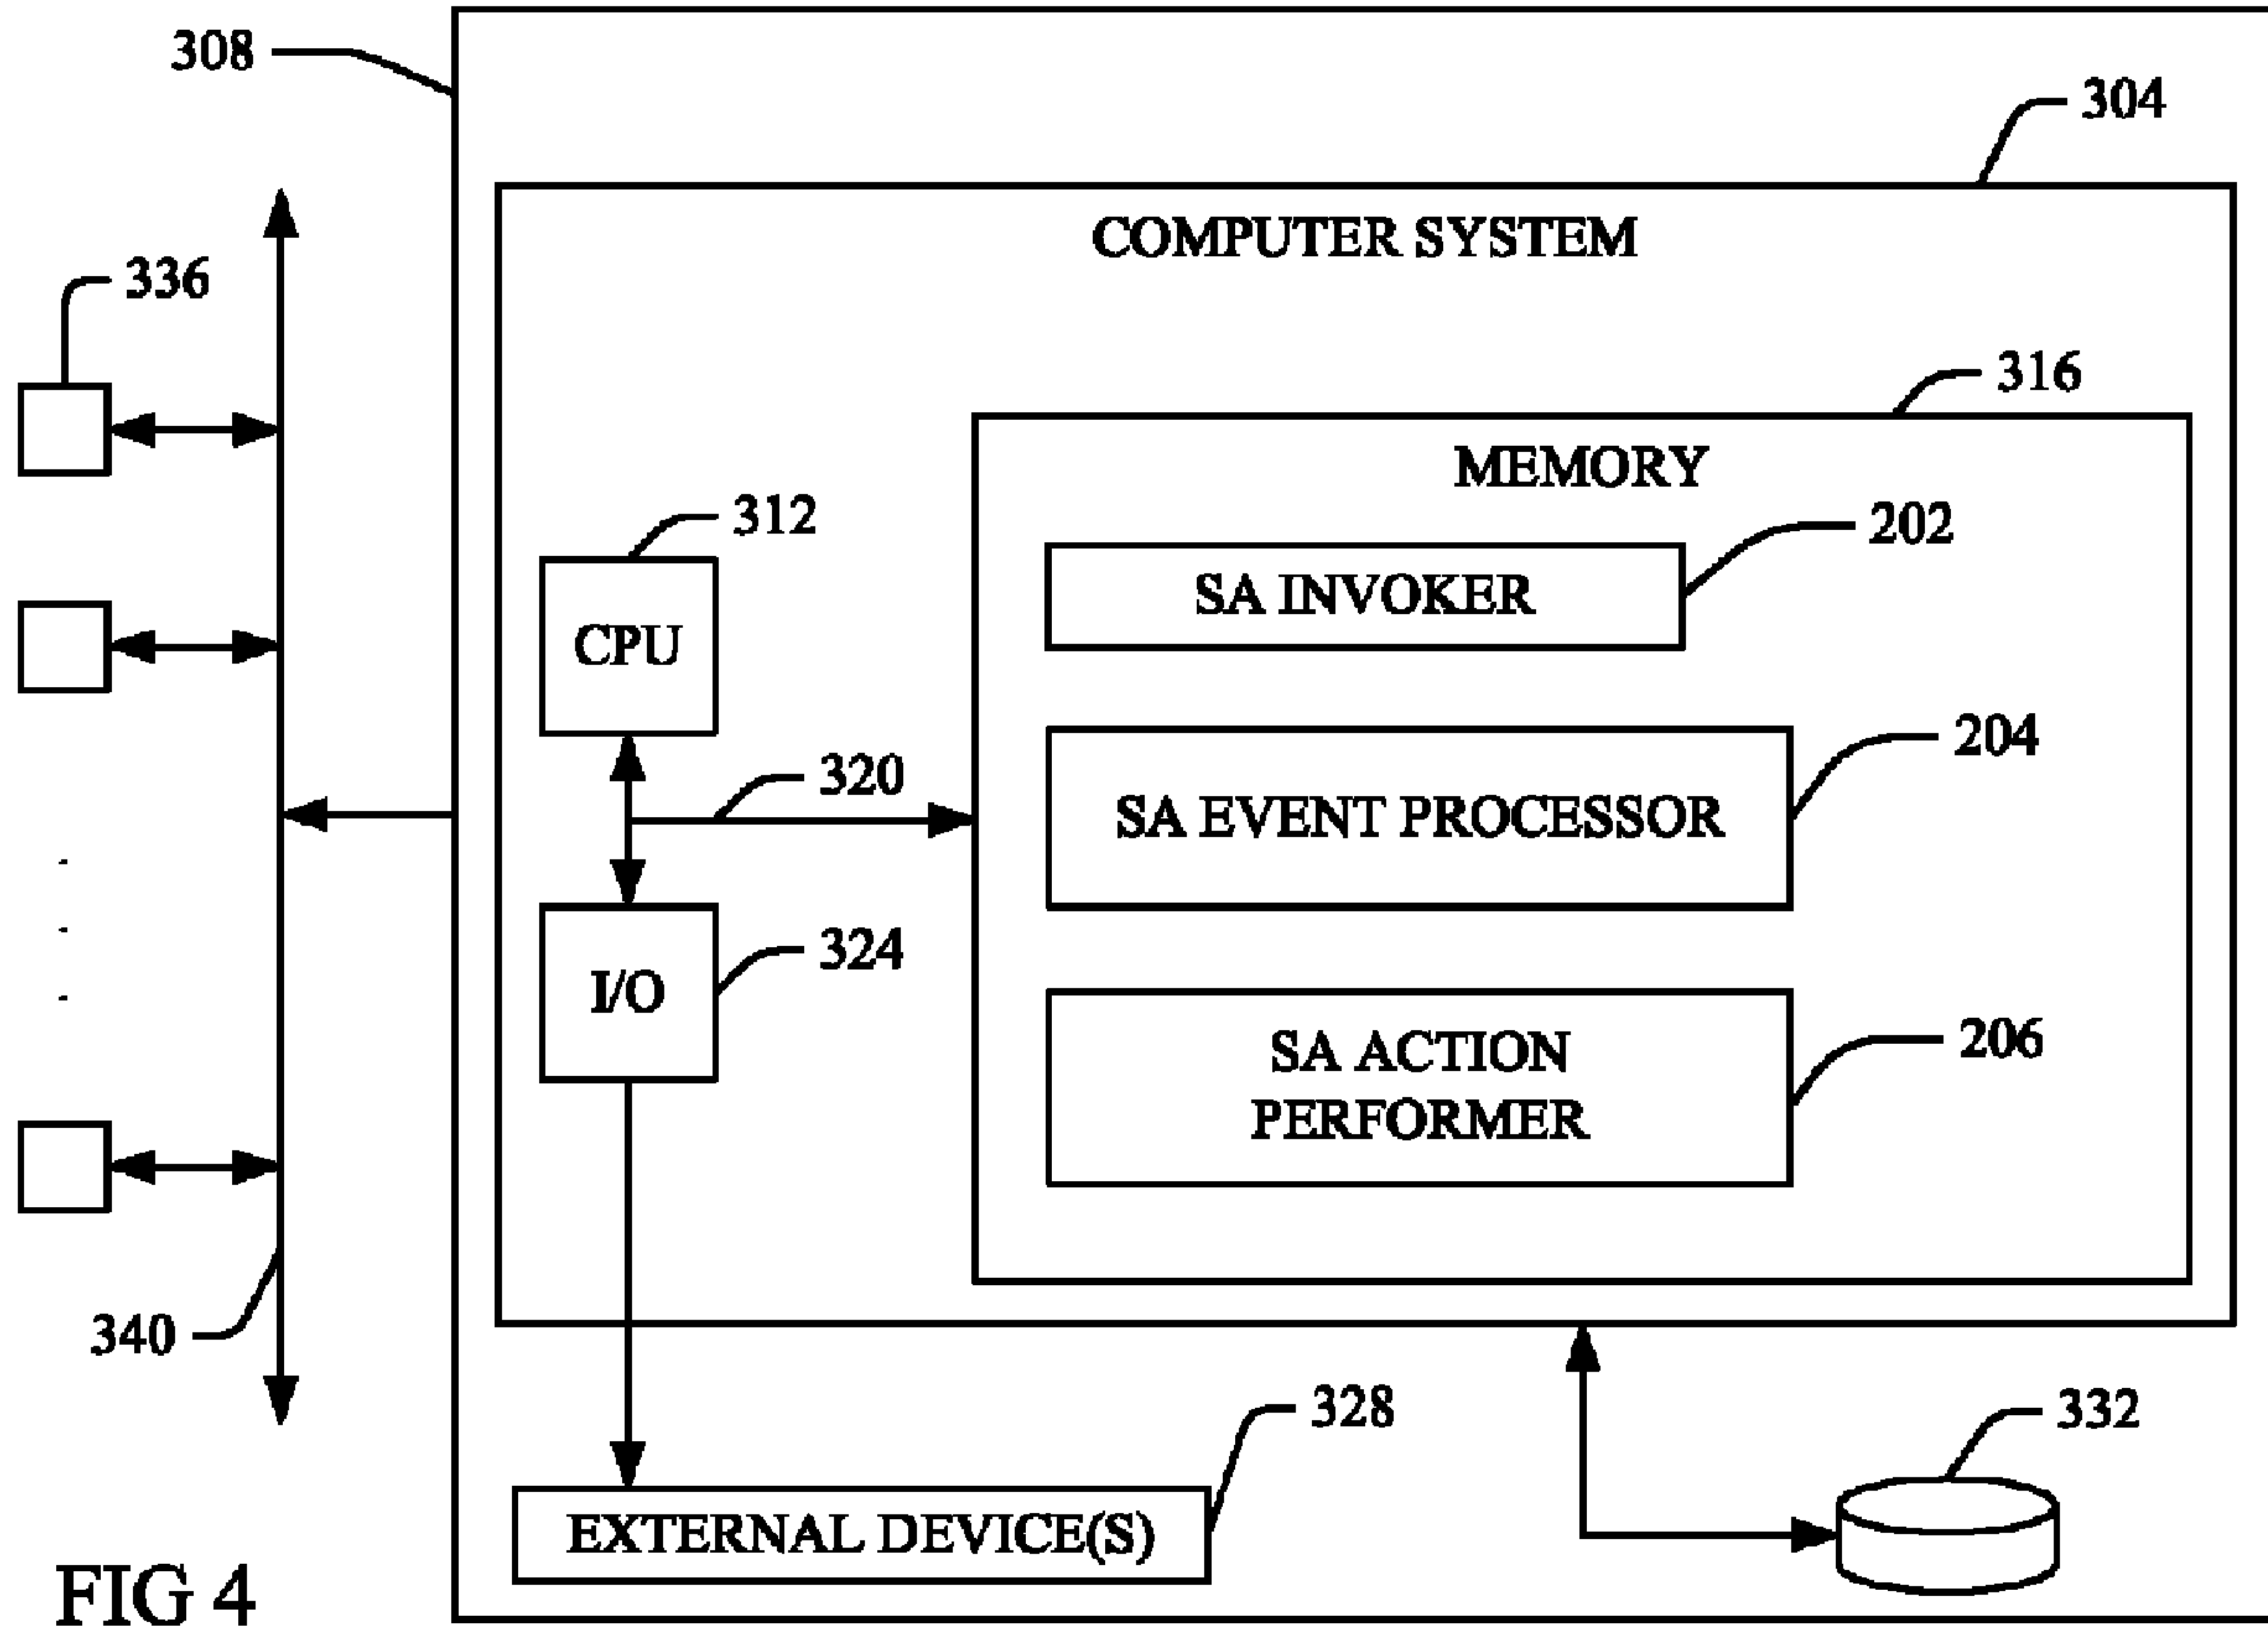 308
304
COMPUTER SYSTEM
336
316
MEMORY
312
202
SA INVOKER
CPU
204
320
SA EVENT PROCESSOR
324
I/O
206
SA ACTION
PERFORMER
340
328
332
EXTERNAL DEVICE(S)
FIG 4